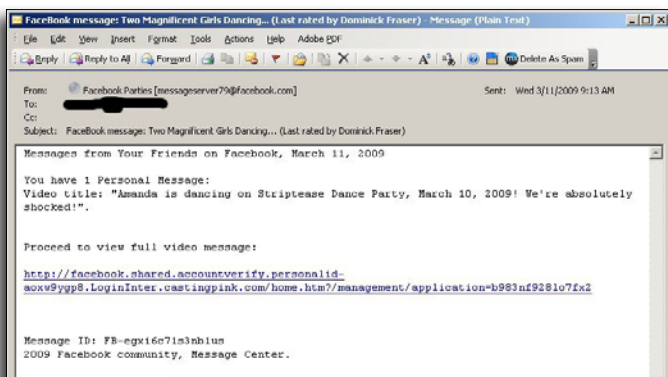 FaceBook message: Two Magnificent Girls Dancing... (Last rated by Dominick Fraser) - Message (Plain Text)
File Edit View Insert Format Tools Actions Help Adobe PDF
Reply Reply to All Forward Delete As Spam
From: Facebook Parties [messageserver79@facebook.com] Sent: Wed 3/11/2009 9:13 AM
To:
Cc:
Subject: FaceBook message: Two Magnificent Girls Dancing... (Last rated by Dominick Fraser)
Messages from Your Friends on Facebook, March 11, 2009
You have 1 Personal Message:
Video title: "Amanda is dancing on Striptease Dance Party, March 10, 2009! We're absolutely
shocked!".
Proceed to view full video message:
http://facebook.shared.accountverify.personalid-
aoxw9ygp8.LoginInter.castingpink.com/home.htm?/management/application=b983nf928lo7fx2
Message ID: FB-egxi6c71s3nb1us
2009 Facebook community, Message Center.